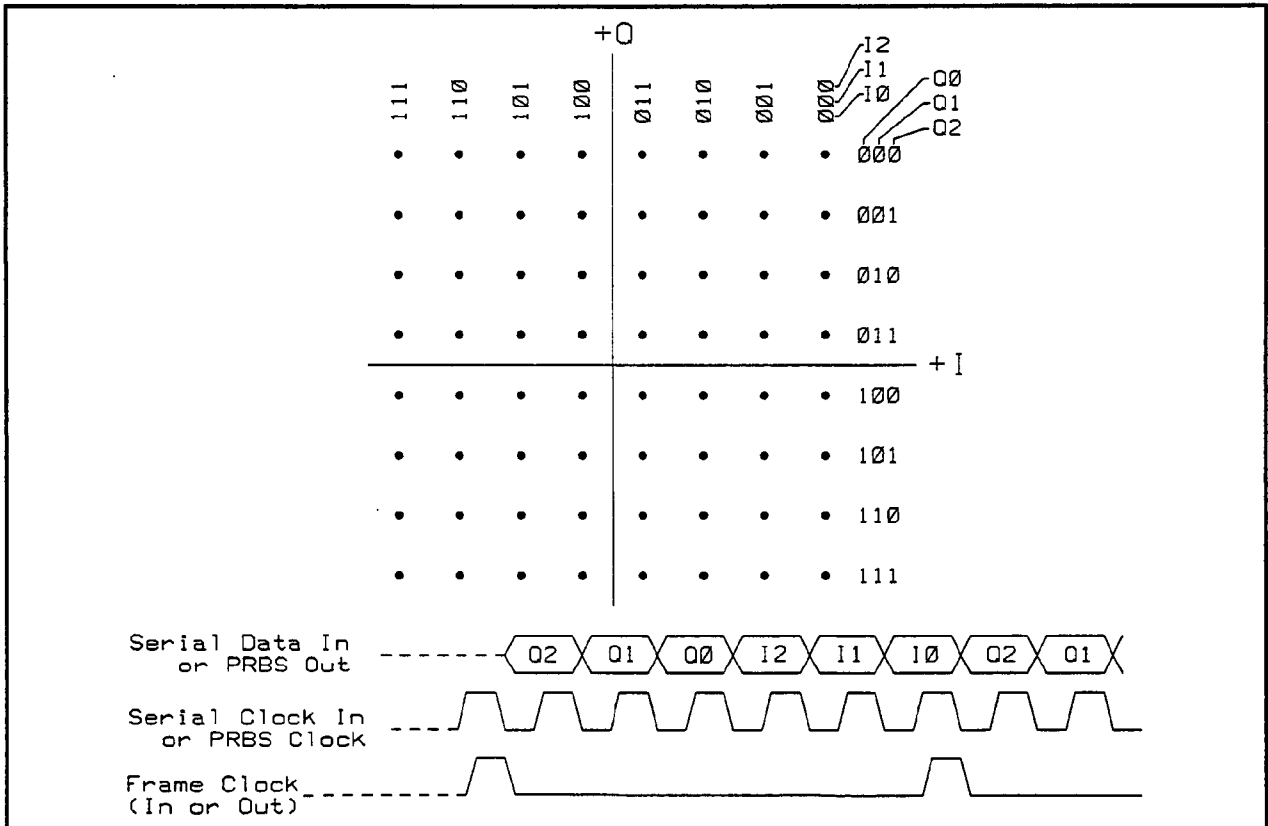 +Q
I2
I1
I0
Q0
Q1
Q2
111 110 101 100 011 010 001 000
000
001
010
011
+I
100
101
110
111
Serial Data In
or PRBS Out
Q2 Q1 Q0 I2 I1 I0 Q2 Q1
Serial Clock In
or PRBS Clock
Frame Clock
(In or Out)